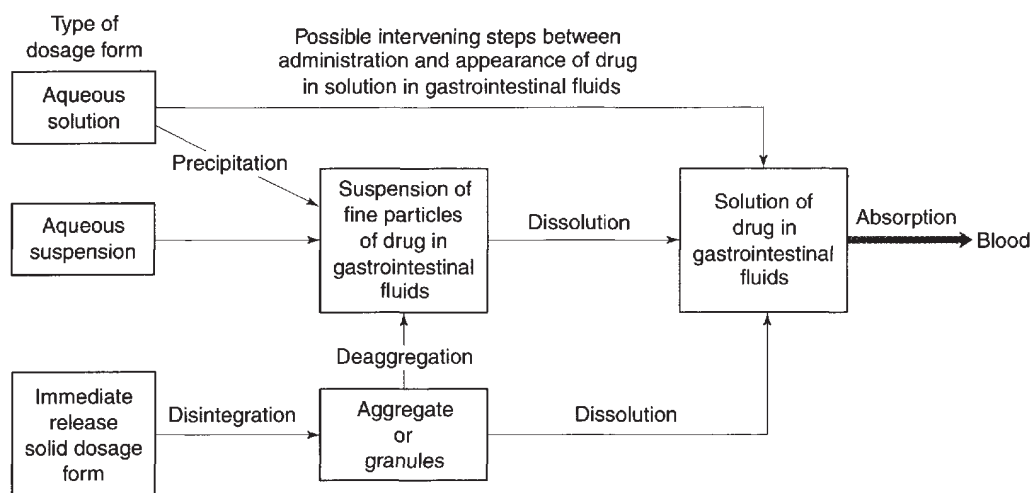 Type of
dosage form
Possible intervening steps between
administration and appearance of drug
in solution in gastrointestinal fluids
Aqueous
solution
Precipitation
Aqueous
suspension
Suspension of
fine particles
of drug in
gastrointestinal
fluids
Dissolution
Solution of
drug in
gastrointestinal
fluids
Absorption
Blood
Deaggregation
Immediate
release
solid dosage
form
Disintegration
Aggregate
or
granules
Dissolution